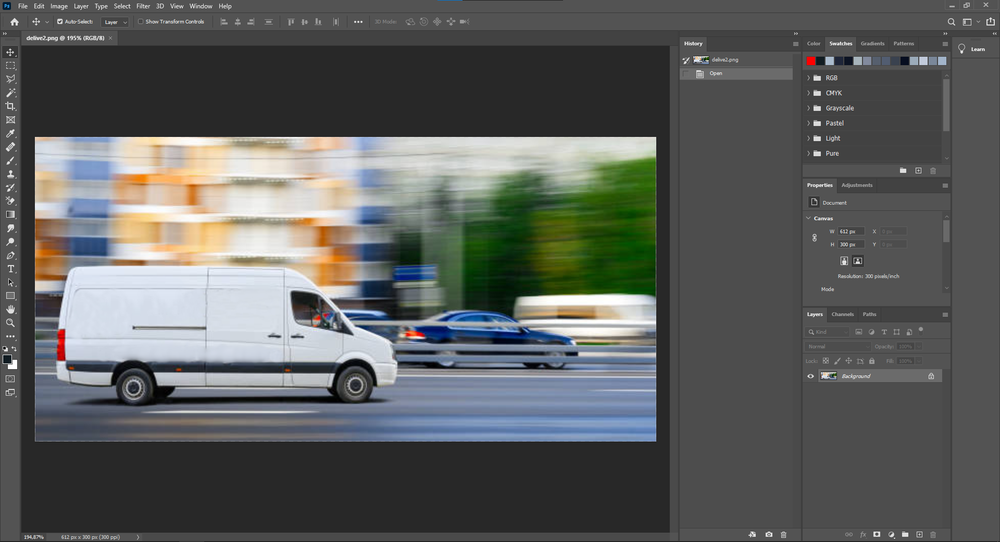 Ps File Edit Image Layer Type Select Filter 3D View Window Help
Auto-Select: Layer Show Transform Controls 3D Mode:
delive2.png @ 195% (RGB/8)
History
delive2.png
Open
Color Swatches Gradients Patterns
RGB
CMYK
Grayscale
Pastel
Light
Pure
Learn
Properties Adjustments
Document
Canvas
W 612 px X 0 px
H 300 px Y 0 px
Resolution: 300 pixels/inch
Mode
Layers Channels Paths
Kind
Normal Opacity: 100%
Lock: Fill: 100%
Background
fx
194,87% 612 px x 300 px (300 ppi)